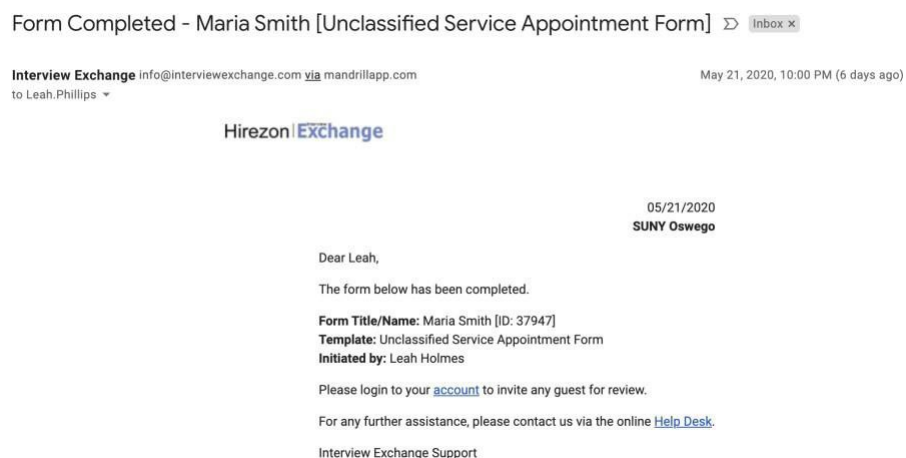 Form Completed - Maria Smith [Unclassified Service Appointment Form] Inbox ×
Interview Exchange info@interviewexchange.com via mandrillapp.com May 21, 2020, 10:00 PM (6 days ago)
to Leah.Phillips
Hirezon Exchange
05/21/2020
SUNY Oswego
Dear Leah,
The form below has been completed.
Form Title/Name: Maria Smith [ID: 37947]
Template: Unclassified Service Appointment Form
Initiated by: Leah Holmes
Please login to your account to invite any guest for review.
For any further assistance, please contact us via the online Help Desk.
Interview Exchange Support